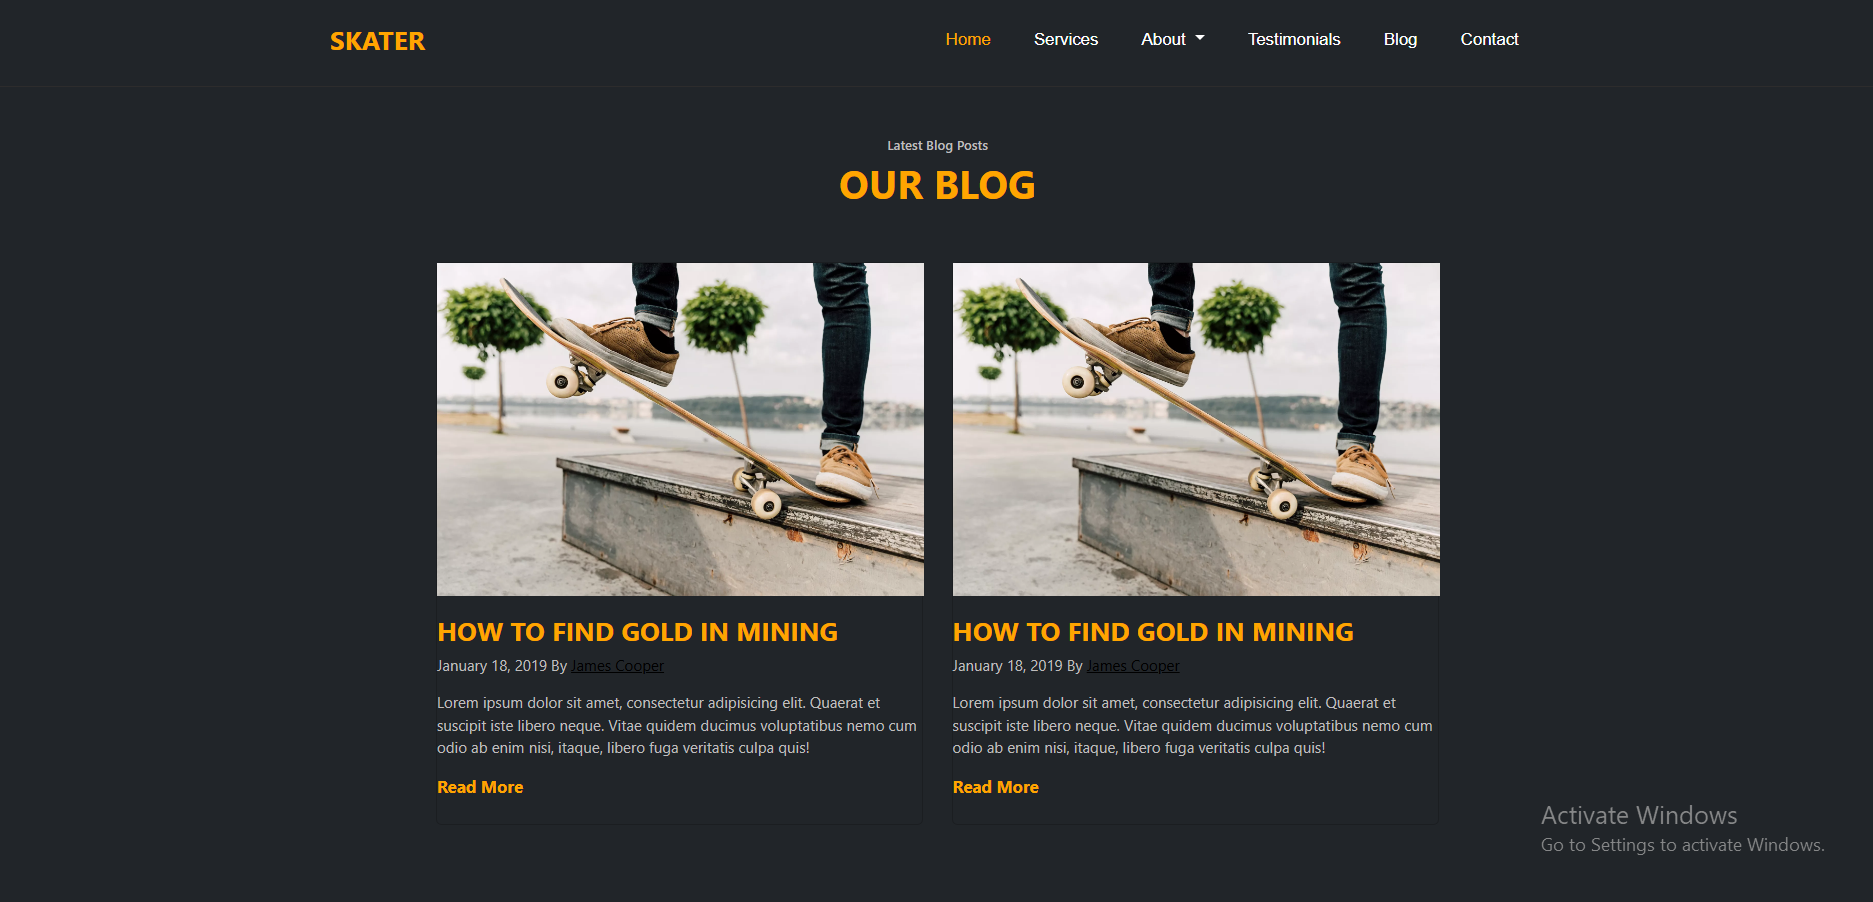 SKATER
Home Services About Testimonials Blog Contact
Latest Blog Posts
OUR BLOG
HOW TO FIND GOLD IN MINING
January 18, 2019 By James Cooper
Lorem ipsum dolor sit amet, consectetur adipisicing elit. Quaerat et
suscipit iste libero neque. Vitae quidem ducimus voluptatibus nemo cum
odio ab enim nisi, itaque, libero fuga veritatis culpa quis!
Read More
HOW TO FIND GOLD IN MINING
January 18, 2019 By James Cooper
Lorem ipsum dolor sit amet, consectetur adipisicing elit. Quaerat et
suscipit iste libero neque. Vitae quidem ducimus voluptatibus nemo cum
odio ab enim nisi, itaque, libero fuga veritatis culpa quis!
Read More
Activate Windows
Go to Settings to activate Windows.